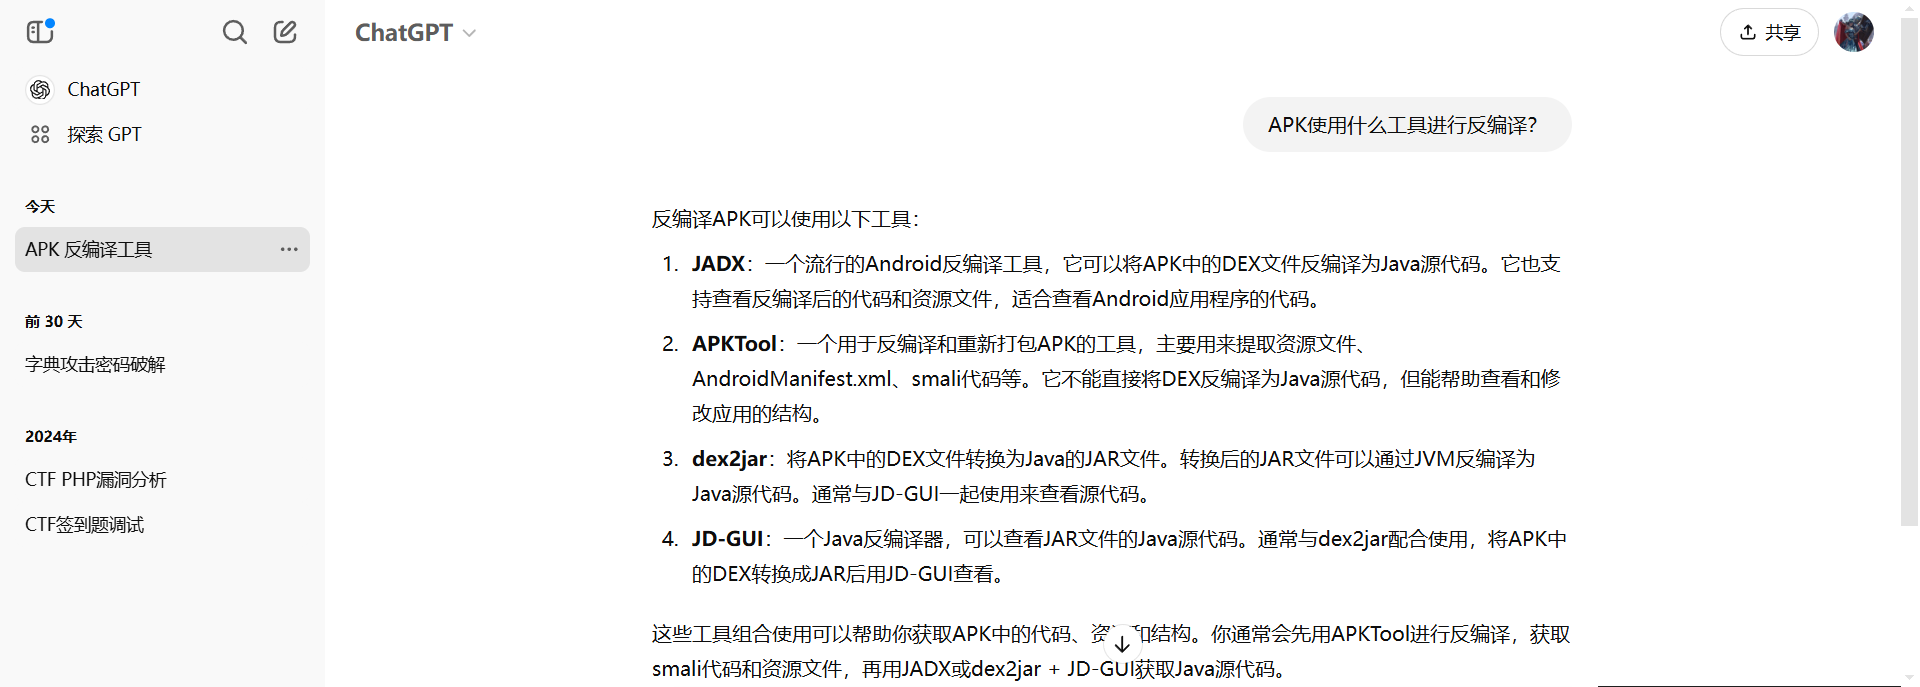 ChatGPT
共享
ChatGPT
探索 GPT
今天
APK 反编译工具
前 30 天
字典攻击密码破解
2024年
CTF PHP漏洞分析
CTF签到题调试
APK使用什么工具进行反编译?
反编译APK可以使用以下工具:
1. JADX:一个流行的Android反编译工具,它可以将APK中的DEX文件反编译为Java源代码。它也支
持查看反编译后的代码和资源文件,适合查看Android应用程序的代码。
2. APKTool:一个用于反编译和重新打包APK的工具,主要用来提取资源文件、
AndroidManifest.xml、smali代码等。它不能直接将DEX反编译为Java源代码,但能帮助查看和修
改应用的结构。
3. dex2jar:将APK中的DEX文件转换为Java的JAR文件。转换后的JAR文件可以通过JVM反编译为
Java源代码。通常与JD-GUI一起使用来查看源代码。
4. JD-GUI:一个Java反编译器,可以查看JAR文件的Java源代码。通常与dex2jar配合使用,将APK中
的DEX转换成JAR后用JD-GUI查看。
这些工具组合使用可以帮助你获取APK中的代码、资源和结构。你通常会先用APKTool进行反编译,获取
smali代码和资源文件,再用JADX或dex2jar + JD-GUI获取Java源代码。